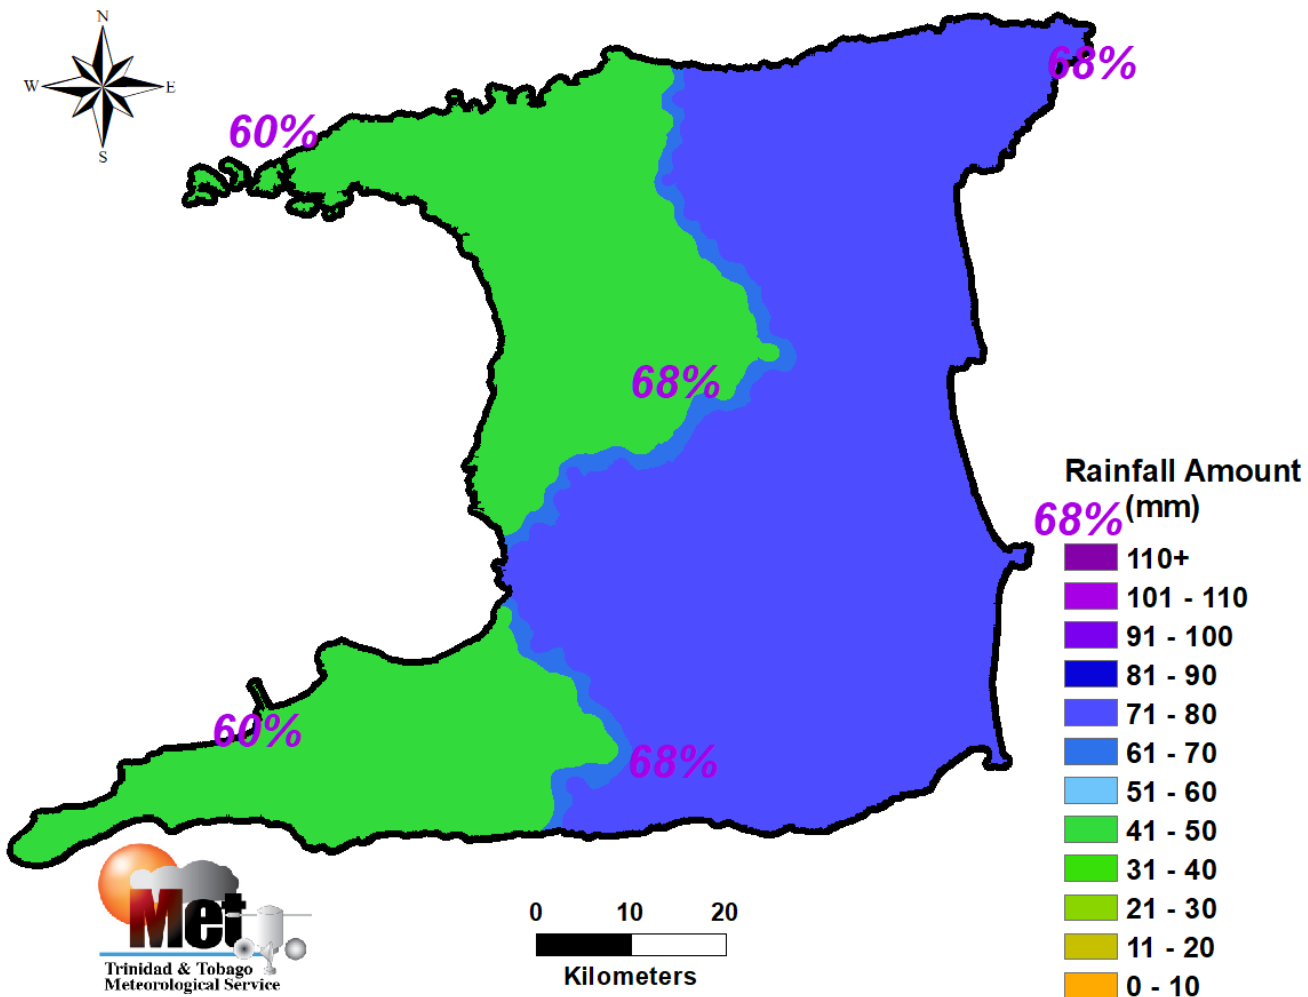 N
W E
S
68%
60%
68%
60%
68%
Rainfall Amount
68% (mm)
110+
101 - 110
91 - 100
81 - 90
71 - 80
61 - 70
51 - 60
41 - 50
31 - 40
21 - 30
11 - 20
0 - 10
Met
Trinidad & Tobago
Meteorological Service
0 10 20
Kilometers